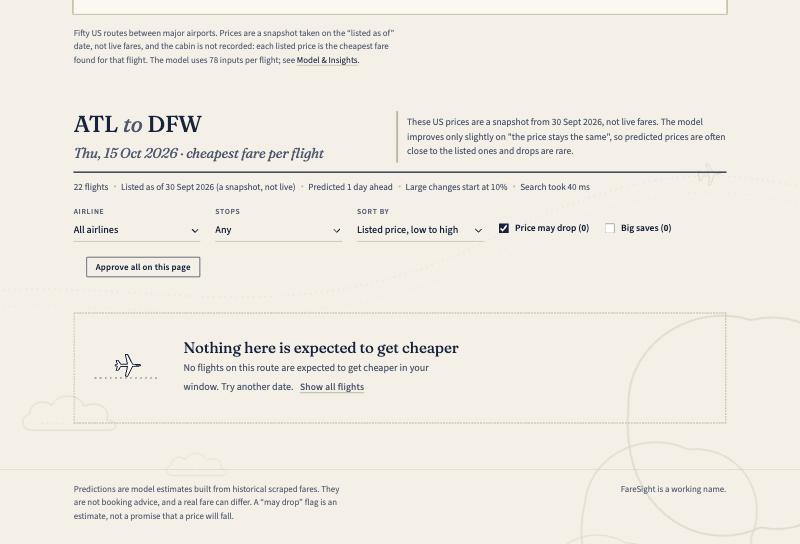 Fifty US routes between major airports. Prices are a snapshot taken on the "listed as of"
date, not live fares, and the cabin is not recorded: each listed price is the cheapest fare
found for that flight. The model uses 78 inputs per flight; see Model & Insights.
ATL to DFW
Thu, 15 Oct 2026 · cheapest fare per flight
These US prices are a snapshot from 30 Sept 2026, not live fares. The model
improves only slightly on "the price stays the same", so predicted prices are often
close to the listed ones and drops are rare.
22 flights · Listed as of 30 Sept 2026 (a snapshot, not live) · Predicted 1 day ahead · Large changes start at 10% · Search took 40 ms
AIRLINE STOPS SORT BY
All airlines Any Listed price, low to high Price may drop (0) Big saves (0)
Approve all on this page
Nothing here is expected to get cheaper
No flights on this route are expected to get cheaper in your
window. Try another date. Show all flights
Predictions are model estimates built from historical scraped fares. They
are not booking advice, and a real fare can differ. A "may drop" flag is an
estimate, not a promise that a price will fall.
FareSight is a working name.